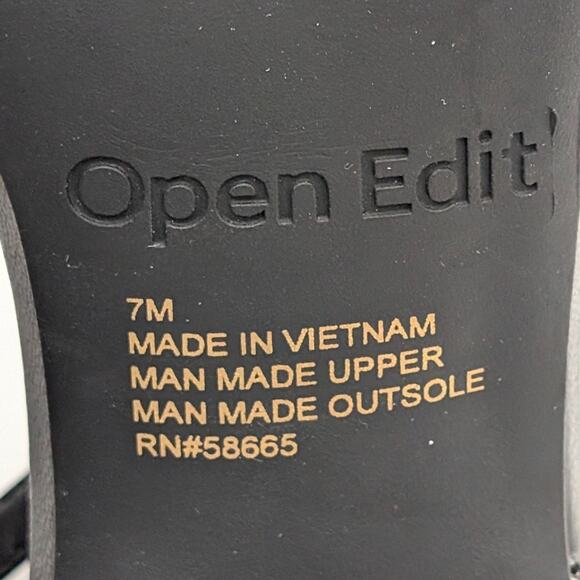 Open Edit
7M
MADE IN VIETNAM
MAN MADE UPPER
MAN MADE OUTSOLE
RN#58665